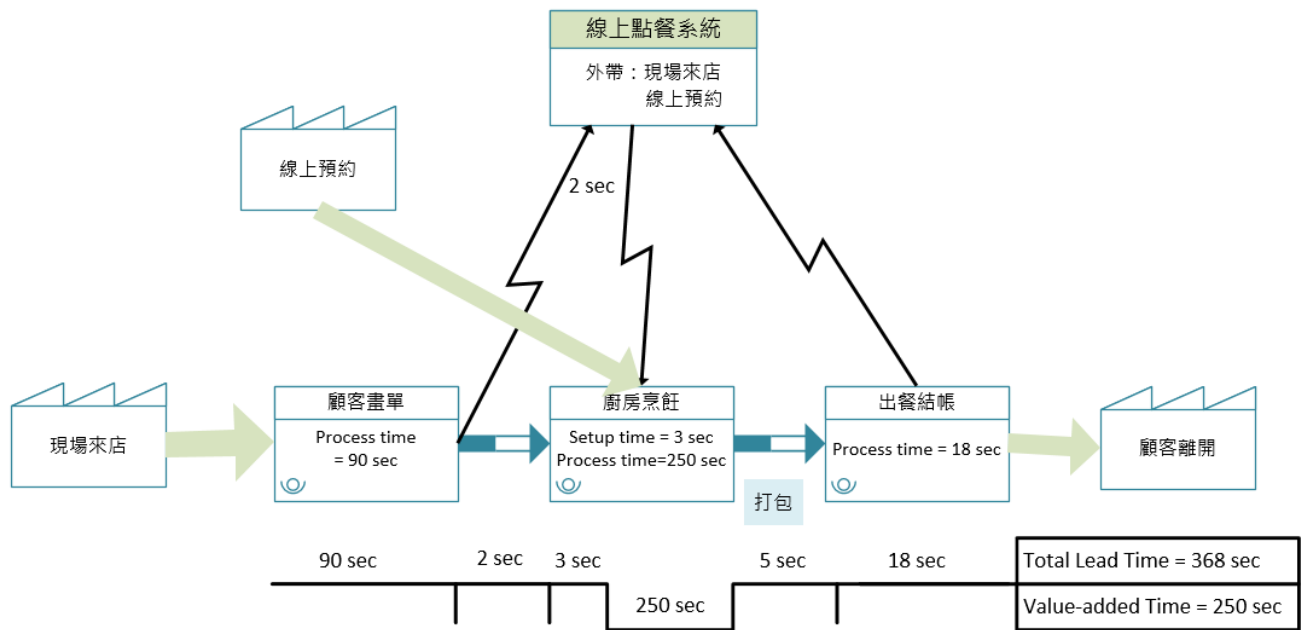 線上點餐系統
外帶：現場來店
線上預約
線上預約
2 sec
現場來店
顧客畫單
Process time
= 90 sec
廚房烹飪
Setup time = 3 sec
Process time=250 sec
打包
出餐結帳
Process time = 18 sec
顧客離開
90 sec
2 sec
3 sec
250 sec
5 sec
18 sec
Total Lead Time = 368 sec
Value-added Time = 250 sec